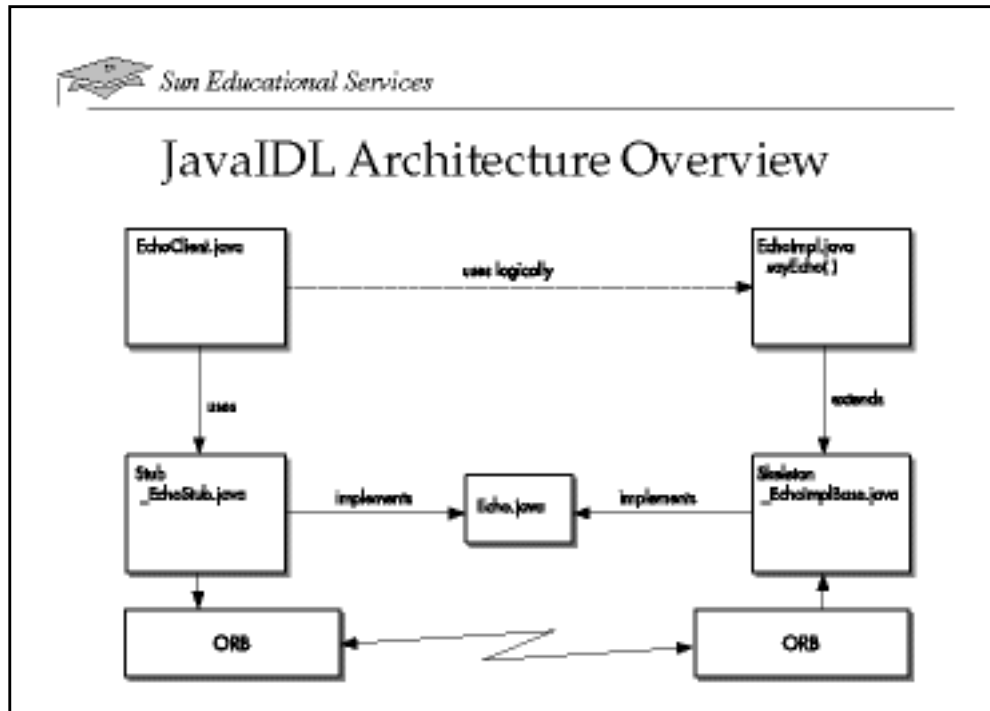 Sun Educational Services
JavaIDL Architecture Overview
EchoClient.java
EchoImpl.java
sayEcho( )
uses logically
uses
extends
Stub
_EchoStub.java
implements
Echo.java
implements
Skeleton
_EchoImplBase.java
ORB
ORB